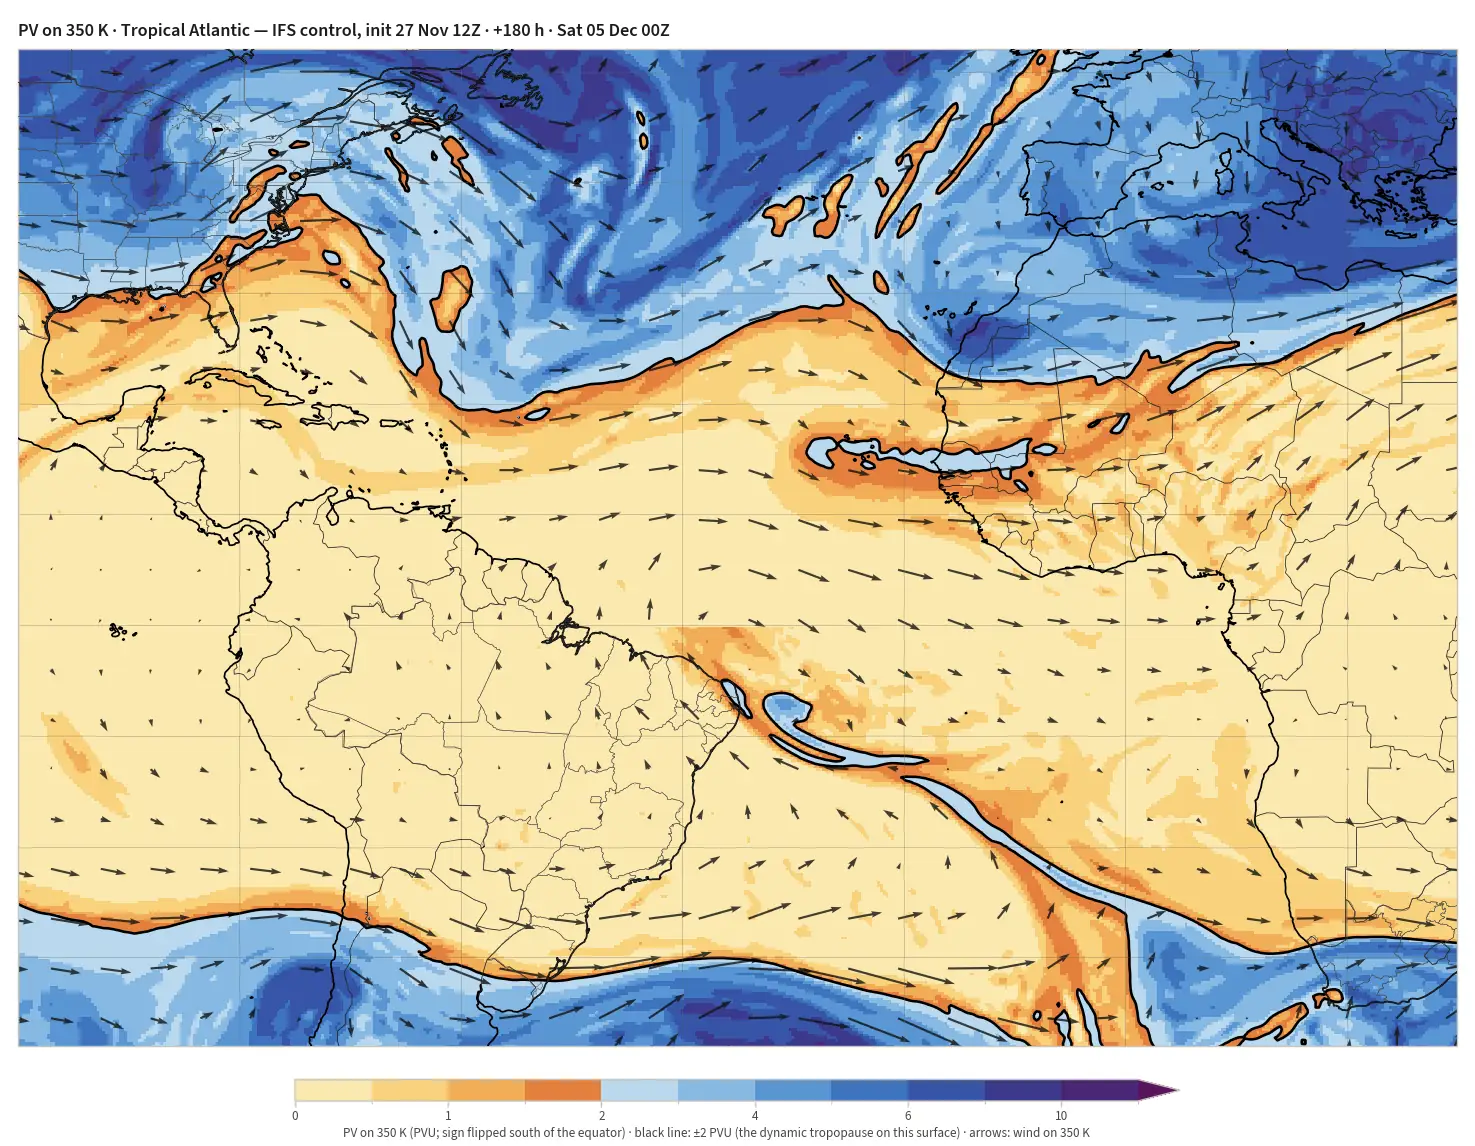 PV on 350 K · Tropical Atlantic — IFS control, init 27 Nov 12Z · +180 h · Sat 05 Dec 00Z
0 1 2 4 6 10
PV on 350 K (PVU; sign flipped south of the equator) · black line: ±2 PVU (the dynamic tropopause on this surface) · arrows: wind on 350 K